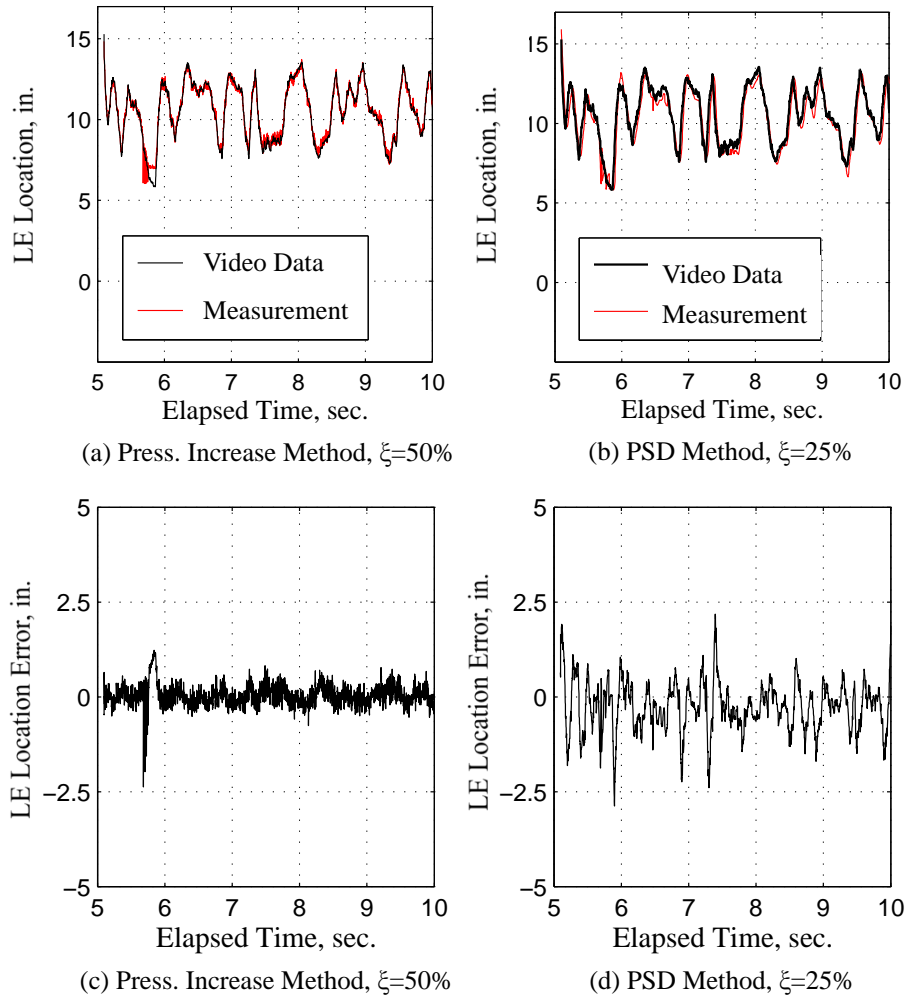 15
10
5
0
LE Location, in.
Video Data
Measurement
5 6 7 8 9 10
Elapsed Time, sec.
(a) Press. Increase Method, ξ=50%
15
10
5
0
LE Location, in.
Video Data
Measurement
5 6 7 8 9 10
Elapsed Time, sec.
(b) PSD Method, ξ=25%
5
2.5
0
−2.5
−5
LE Location Error, in.
5 6 7 8 9 10
Elapsed Time, sec.
(c) Press. Increase Method, ξ=50%
5
2.5
0
−2.5
−5
LE Location Error, in.
5 6 7 8 9 10
Elapsed Time, sec.
(d) PSD Method, ξ=25%